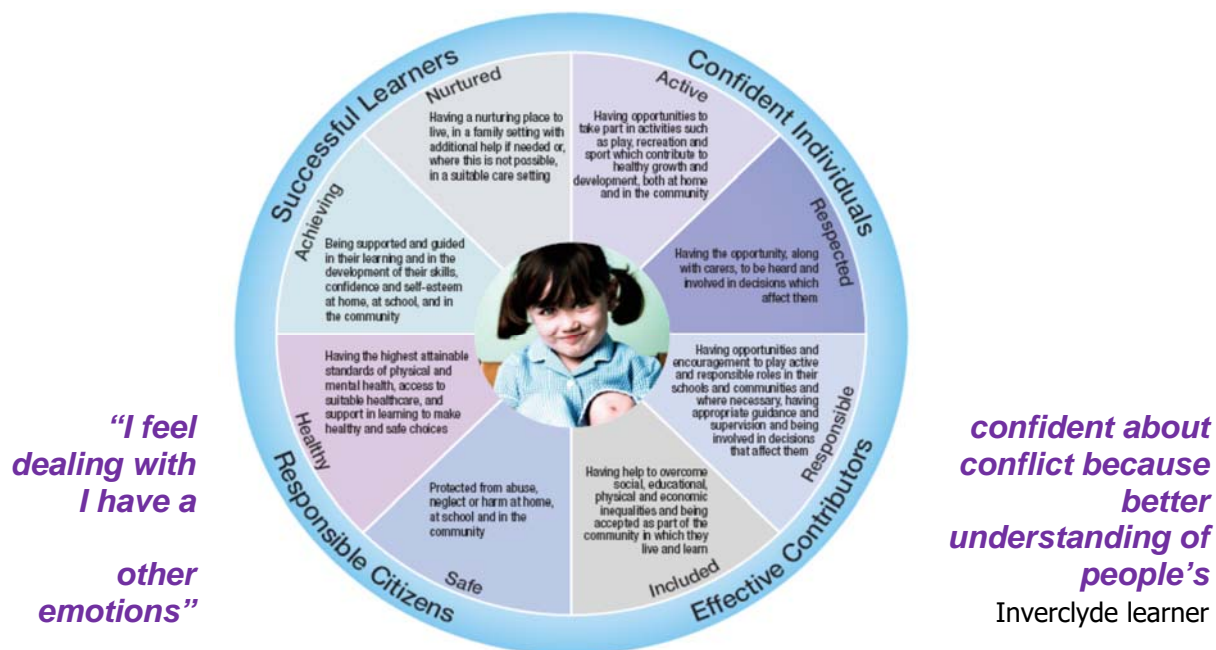 Successful Learners
Confident Individuals
Nurtured
Having a nurturing place to
live, in a family setting with
additional help if needed or,
where this is not possible,
in a suitable care setting
Active
Having opportunities to
take part in activities such
as play, recreation and
sport which contribute to
healthy growth and
development, both at home
and in the community
Achieving
Being supported and guided
in their learning and in the
development of their skills,
confidence and self-esteem
at home, at school, and in
the community
Respected
Having the opportunity, along
with carers, to be heard and
involved in decisions which
affect them
Healthy
Having the highest attainable
standards of physical and
mental health, access to
suitable healthcare, and
support in learning to make
healthy and safe choices
Responsible
Having opportunities and
encouragement to play active
and responsible roles in their
schools and communities and
where necessary, having
appropriate guidance and
supervision and being
involved in decisions
that affect them
Safe
Protected from abuse,
neglect or harm at home,
at school and in the
community
Included
Having help to overcome
social, educational,
physical and economic
inequalities and being
accepted as part of the
community in which they
live and learn
Responsible Citizens
Effective Contributors
"I feel confident about
dealing with conflict because
I have a better
understanding of
other people's
emotions"
Inverclyde learner